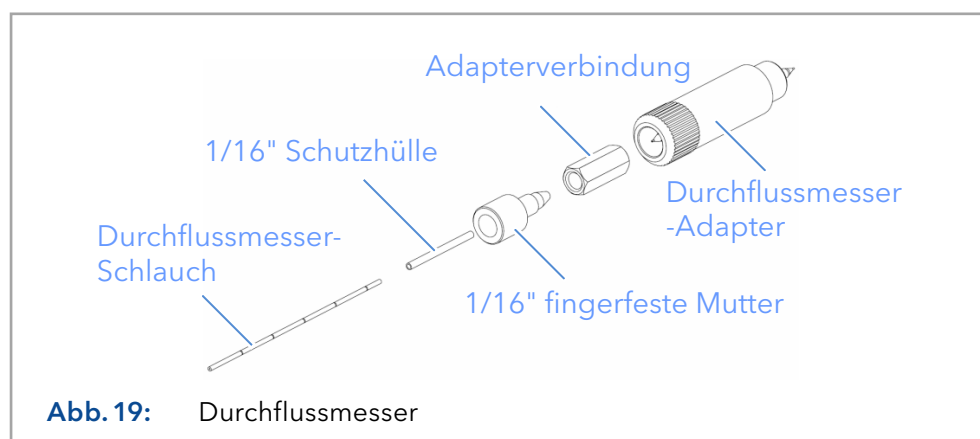 Adapterverbindung
1/16" Schutzhülle
Durchflussmesser
-Adapter
Durchflussmesser-
Schlauch
1/16" fingerfeste Mutter
Abb. 19: Durchflussmesser